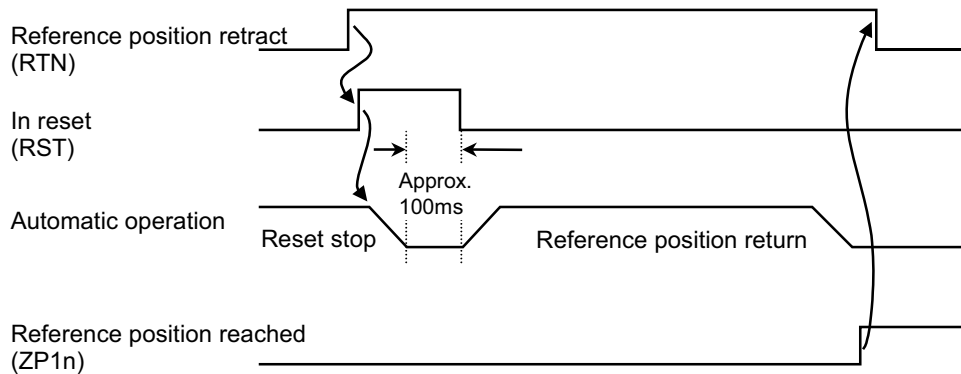 Reference position retract
(RTN)
In reset
(RST)
Approx.
100ms
Automatic operation
Reset stop
Reference position return
Reference position reached
(ZP1n)